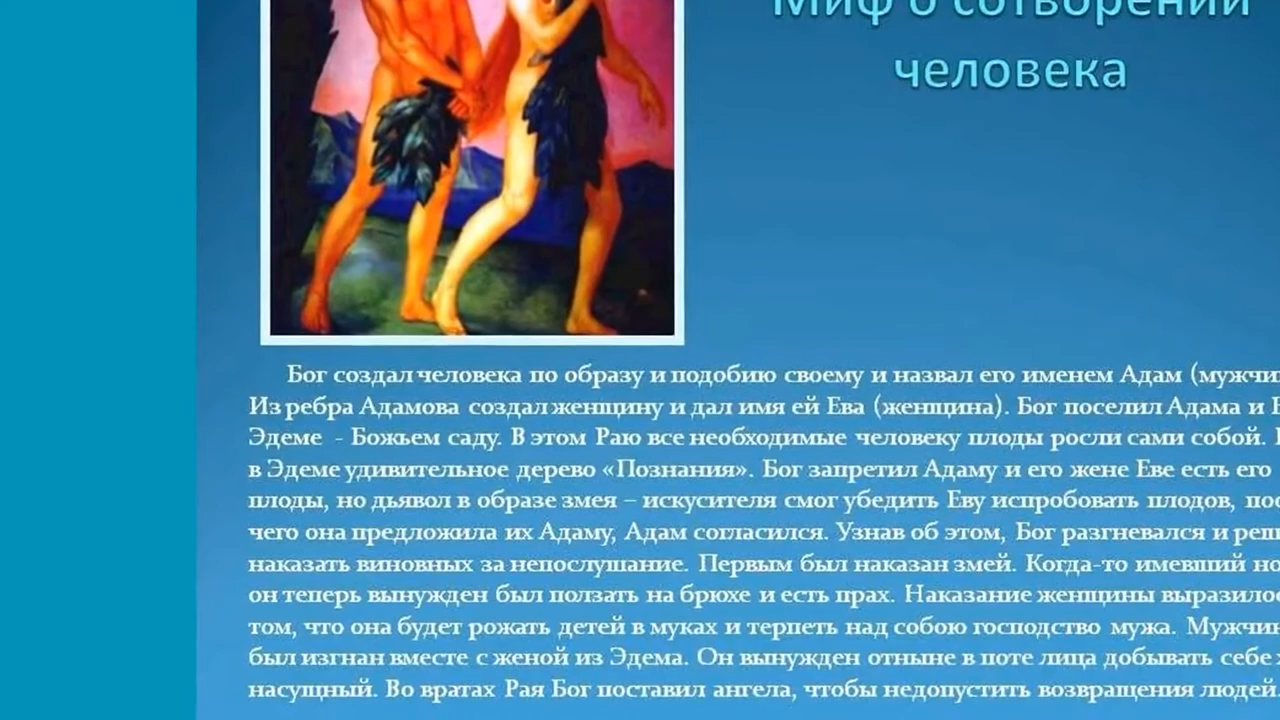 Миф о сотворении
человека
Бог создал человека по образу и подобию своему и назвал его именем Адам
Из ребра Адамова создал женщину и дал имя ей Ева (женщина). Бог поселил Адама и
Эдеме - Божьем саду. В этом Раю все необходимые человеку плоды росли сами собой.
в Эдеме удивительное дерево «Познания». Бог запретил Адаму и его жене Еве есть его
плоды, но дьявол в образе змея – искусителя смог убедить Еву испробовать плодов,
чего она предложила их Адаму, Адам согласился. Узнав об этом, Бог разгневался и
наказать виновных за непослушание. Первым был наказан змей. Когда-то имевший
он теперь вынужден был ползать на брюхе и есть прах. Наказание женщины
том, что она будет рожать детей в муках и терпеть над собою господство мужа.
был изгнан вместе с женой из Эдема. Он вынужден отныне в поте лица добывать себе
насущный. Во вратах Рая Бог поставил ангела, чтобы недопустить возвращения людей.